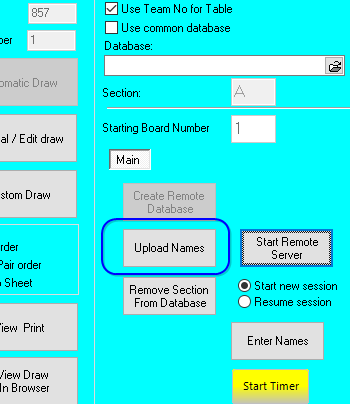 857
ber 1
omatic Draw
al / Edit draw
stom Draw
order
Pair order
o Sheet
View Print
View Draw
In Browser
Use Team No for Table
Use common database
Database:
Section: A
Starting Board Number 1
Main
Create Remote
Database
Upload Names
Start Remote
Server
Remove Section
From Database
Start new session
Resume session
Enter Names
Start Timer